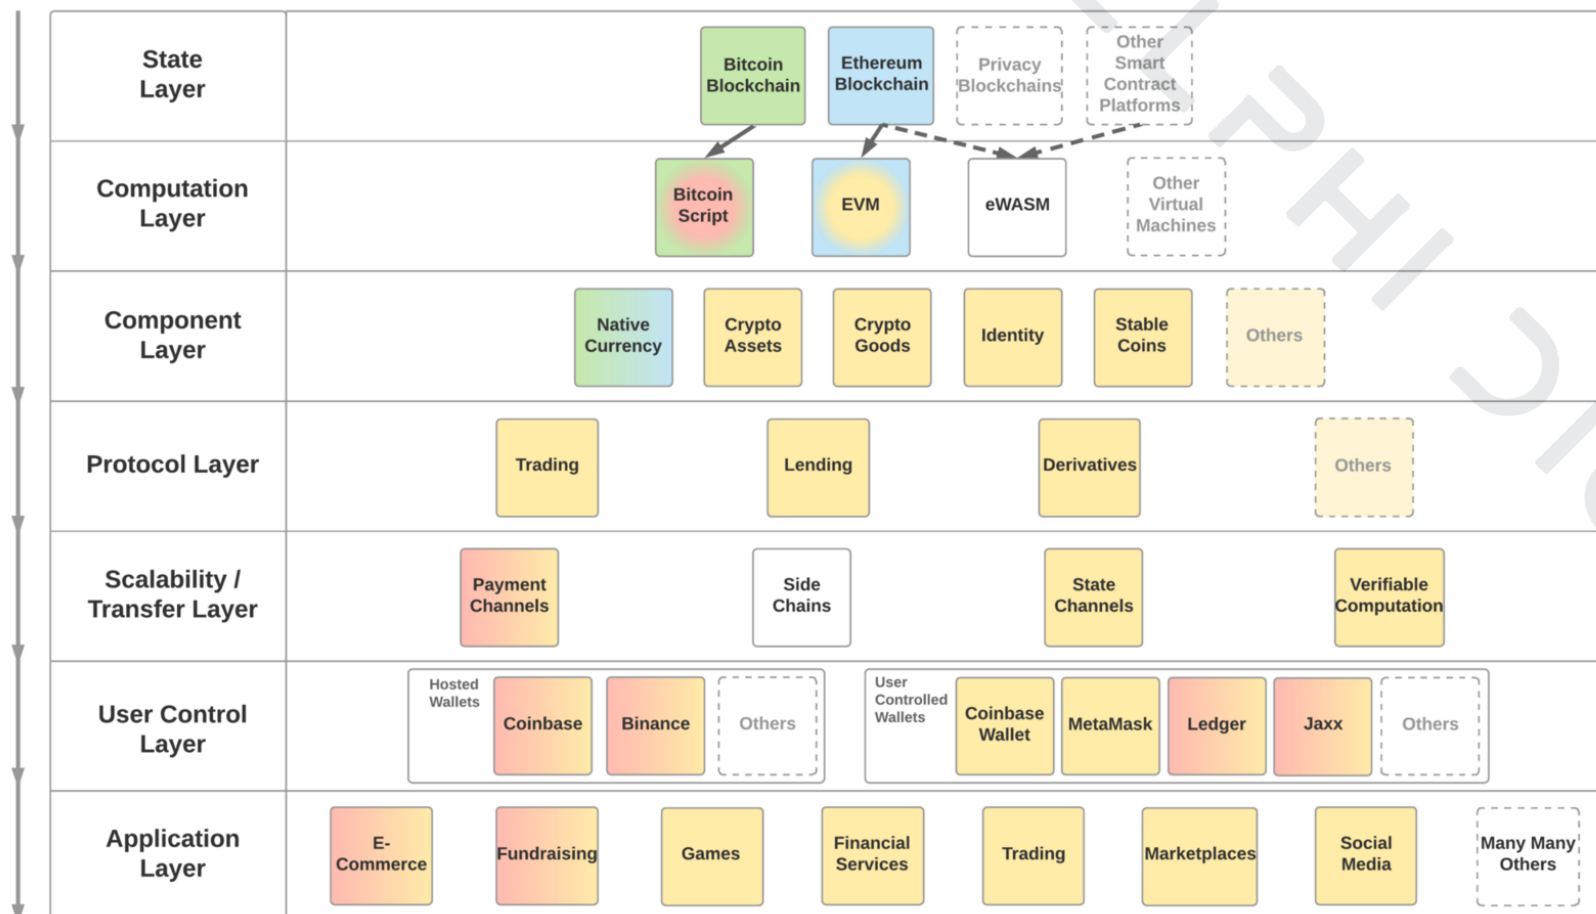 State
Layer
Bitcoin
Blockchain
Ethereum
Blockchain
Privacy
Blockchains
Other
Smart
Contract
Platforms
Computation
Layer
Bitcoin
Script
EVM
eWASM
Other
Virtual
Machines
Component
Layer
Native
Currency
Crypto
Assets
Crypto
Goods
Identity
Stable
Coins
Others
Protocol Layer
Trading
Lending
Derivatives
Others
Scalability /
Transfer Layer
Payment
Channels
Side
Chains
State
Channels
Verifiable
Computation
User Control
Layer
Hosted
Wallets
Coinbase
Binance
Others
User
Controlled
Wallets
Coinbase
Wallet
MetaMask
Ledger
Jaxx
Others
Application
Layer
E-
Commerce
Fundraising
Games
Financial
Services
Trading
Marketplaces
Social
Media
Many Many
Others